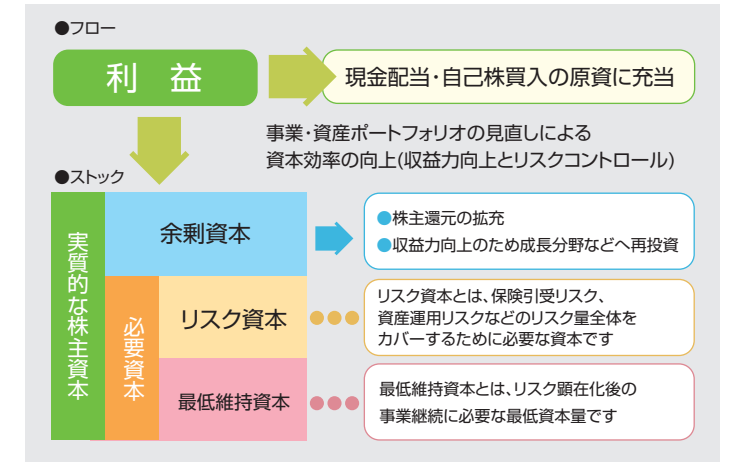 ●フロー
利 益
現金配当・自己株買入の原資に充当
事業・資産ポートフォリオの見直しによる
資本効率の向上(収益力向上とリスクコントロール)
●ストック
実質的な株主資本
余剰資本
●株主還元の拡充
●収益力向上のため成長分野などへ再投資
必要資本
リスク資本
リスク資本とは、保険引受リスク、
資産運用リスクなどのリスク量全体を
カバーするために必要な資本です
最低維持資本
最低維持資本とは、リスク顕在化後の
事業継続に必要な最低資本量です